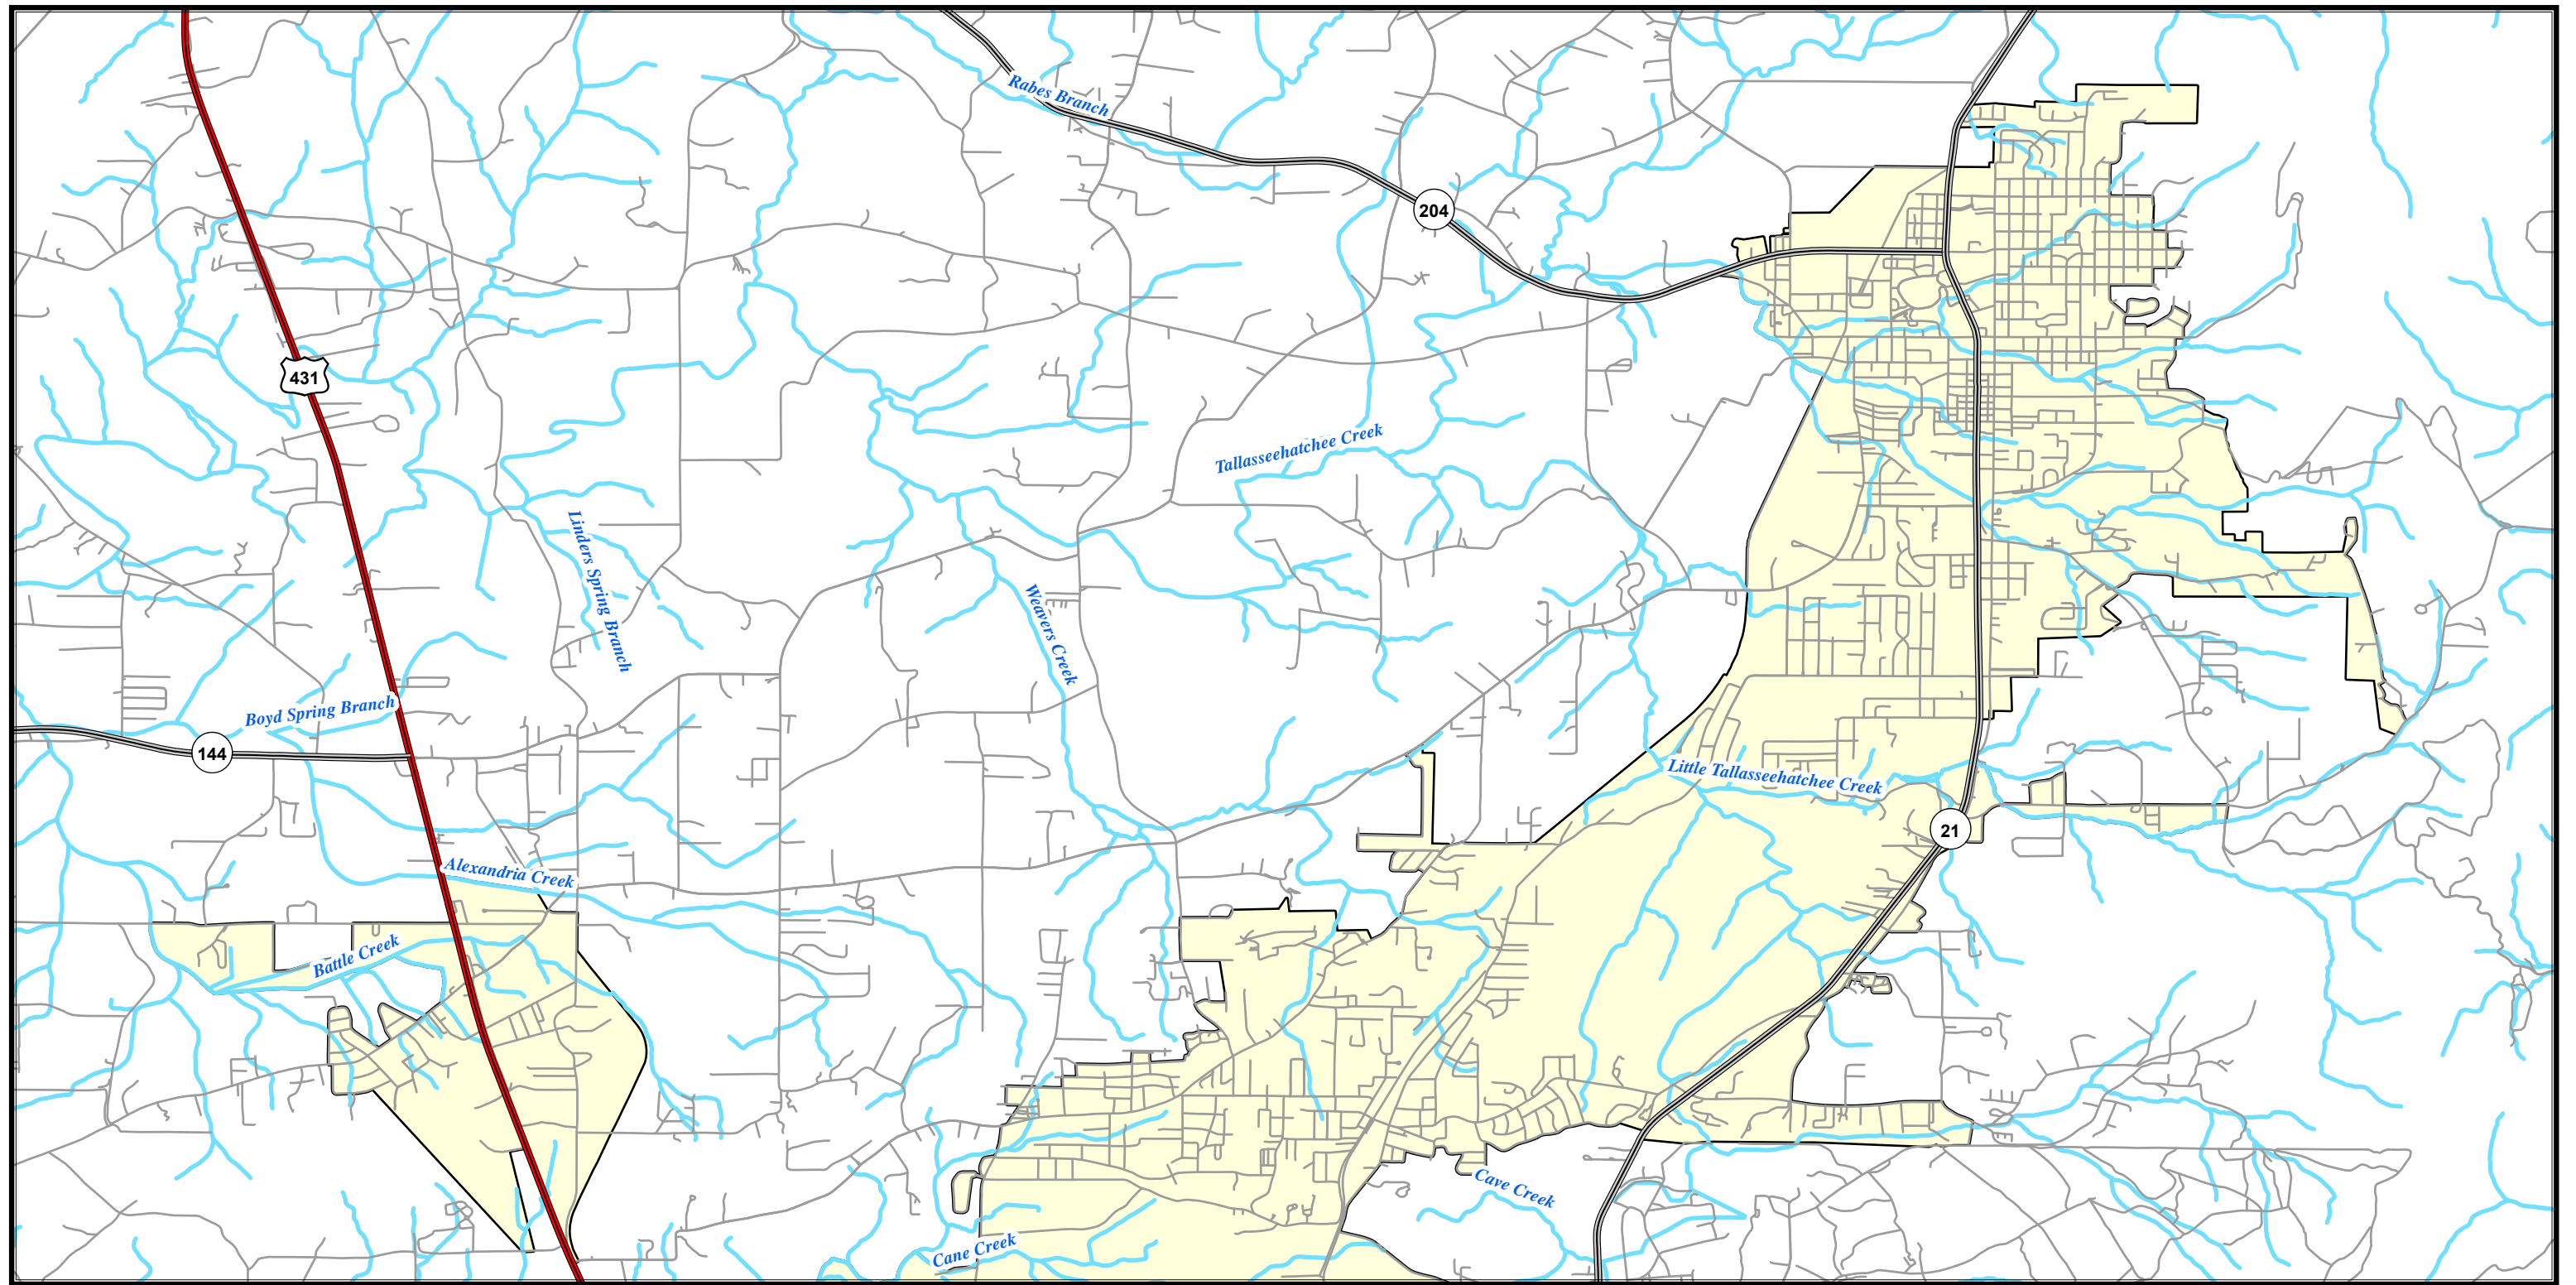 Rabes Branch
204
431
Tallasseehatchee Creek
Linders Spring Branch
Weavers Creek
Boyd Spring Branch
144
Little Tallasseehatchee Creek
21
Alexandria Creek
Battle Creek
Cave Creek
Cane Creek